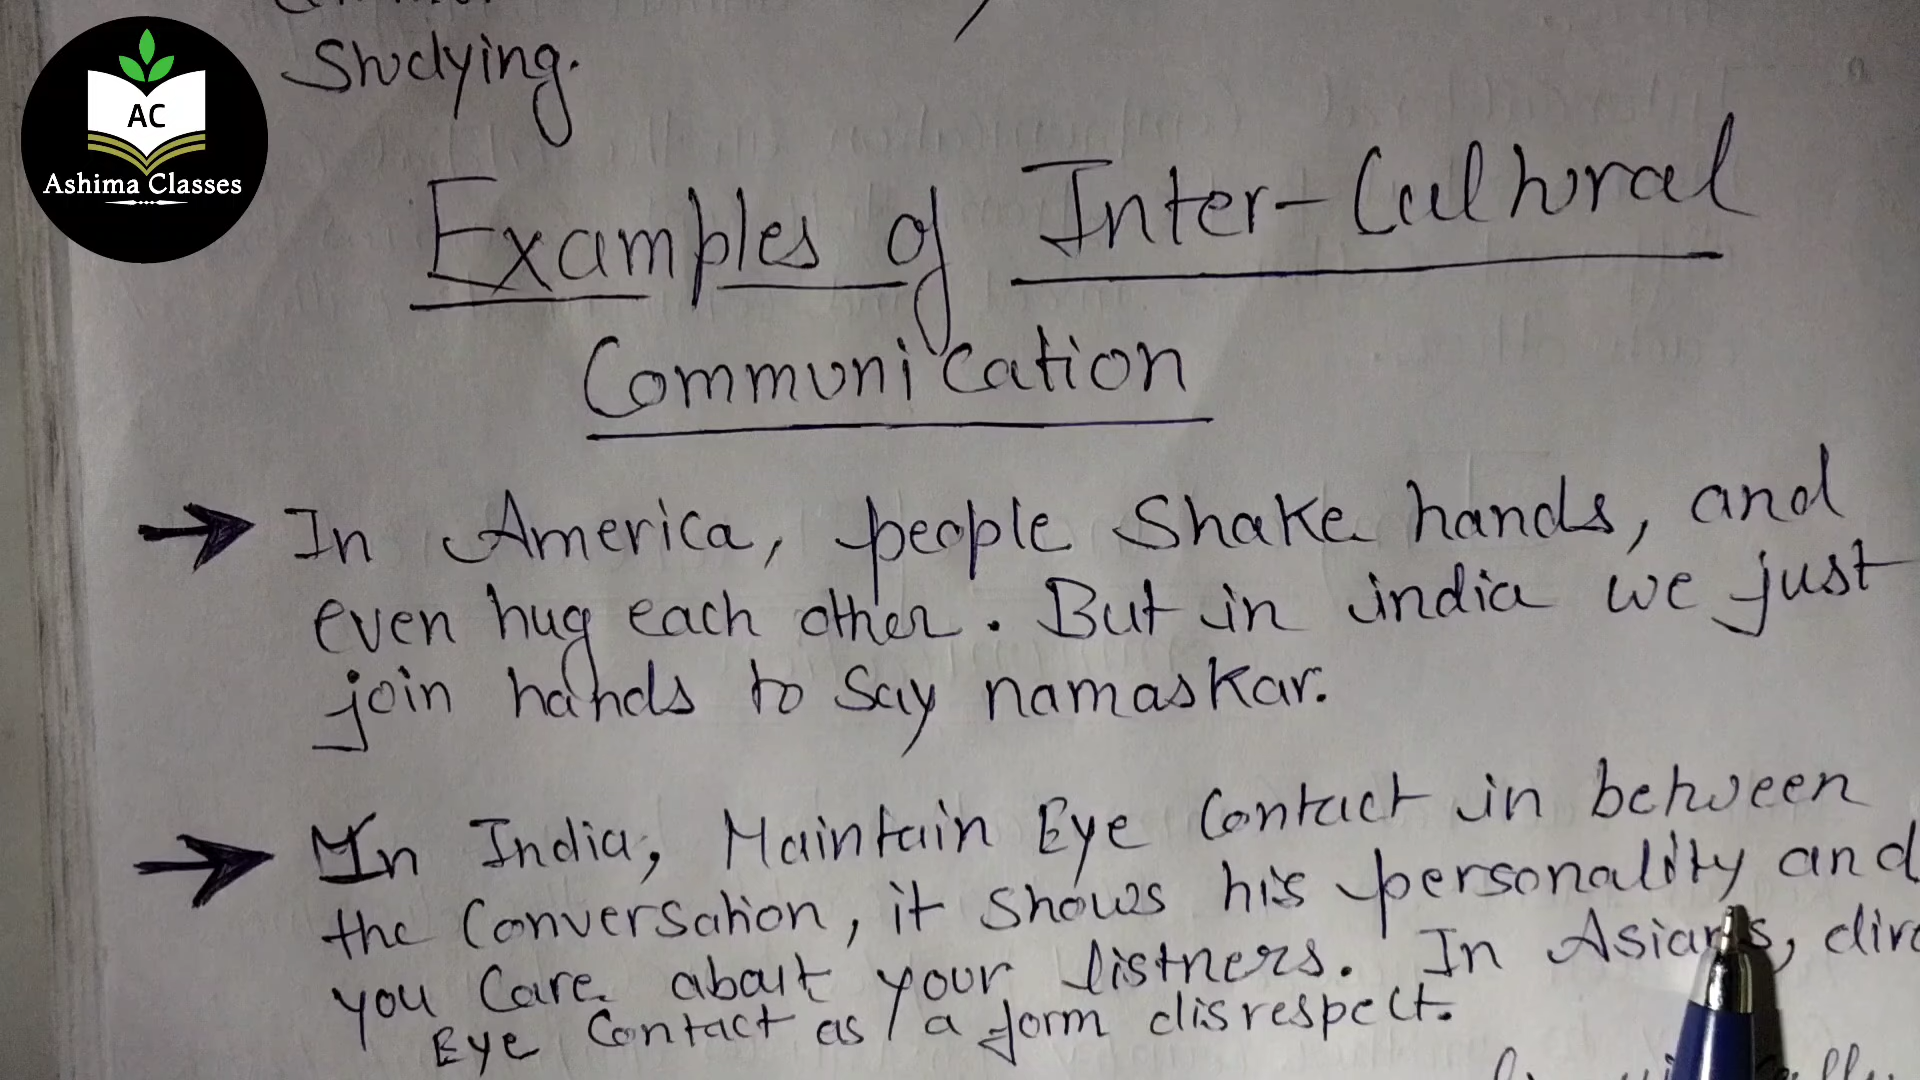 Studying.
AC
Ashima Classes
Examples of Inter-Cultural
Communication
→ In America, people Shake hands, and
even hug each other. But in india we just
join hands to Say namaskar.
→ In India, Maintain Eye Contact in between
the Conversation, it shows his personality and
you Care about your listners. In Asians, dire
Eye Contact as a form disrespect.